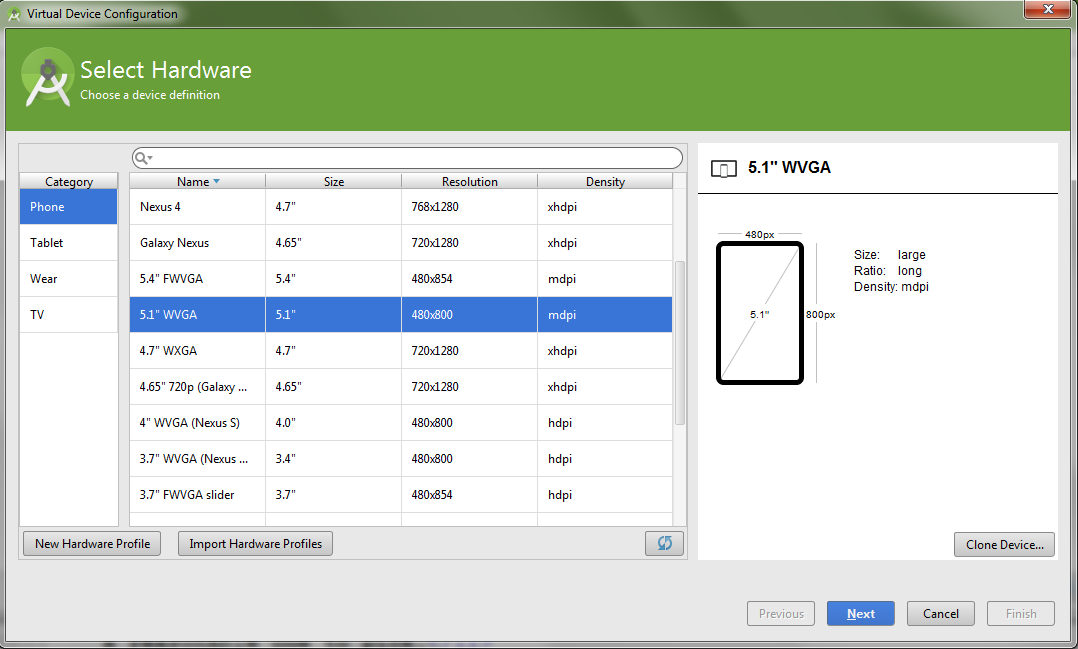 Virtual Device Configuration
Select Hardware
Choose a device definition
Category
Phone
Tablet
Wear
TV
Name Size Resolution Density
Nexus 4 4.7" 768x1280 xhdpi
Galaxy Nexus 4.65" 720x1280 xhdpi
5.4" FWVGA 5.4" 480x854 mdpi
5.1" WVGA 5.1" 480x800 mdpi
4.7" WXGA 4.7" 720x1280 xhdpi
4.65" 720p (Galaxy ... 4.65" 720x1280 xhdpi
4" WVGA (Nexus S) 4.0" 480x800 hdpi
3.7" WVGA (Nexus ... 3.4" 480x800 hdpi
3.7" FWVGA slider 3.7" 480x854 hdpi
New Hardware Profile Import Hardware Profiles
5.1" WVGA
480px
5.1"
800px
Size: large
Ratio: long
Density: mdpi
Clone Device...
Previous Next Cancel Finish